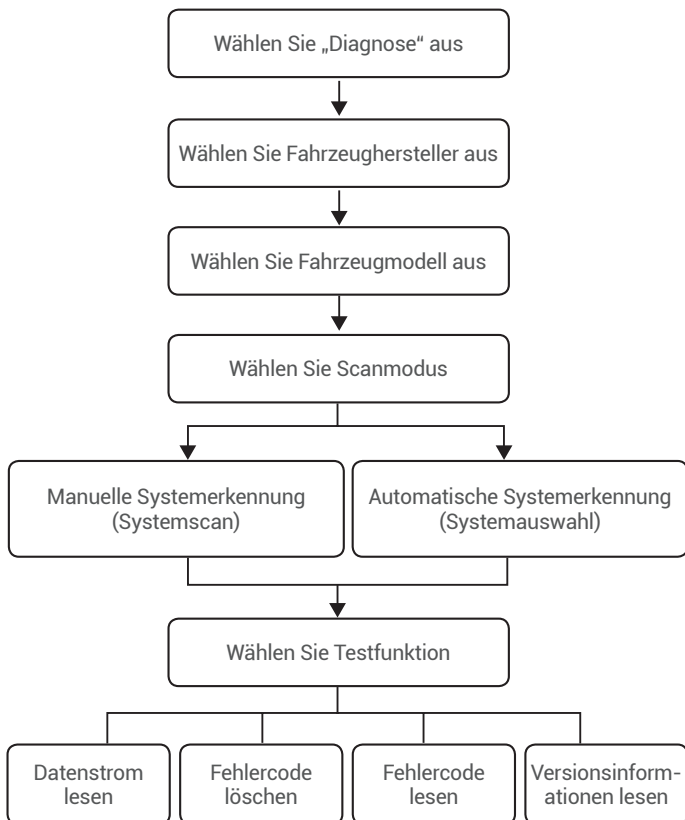 Wählen Sie „Diagnose“ aus
Wählen Sie Fahrzeughersteller aus
Wählen Sie Fahrzeugmodell aus
Wählen Sie Scanmodus
Manuelle Systemerkennung
(Systemscan)
Automatische Systemerkennung
(Systemauswahl)
Wählen Sie Testfunktion
Datenstrom
lesen
Fehlercode
löschen
Fehlercode
lesen
Versionsinform-
ationen lesen